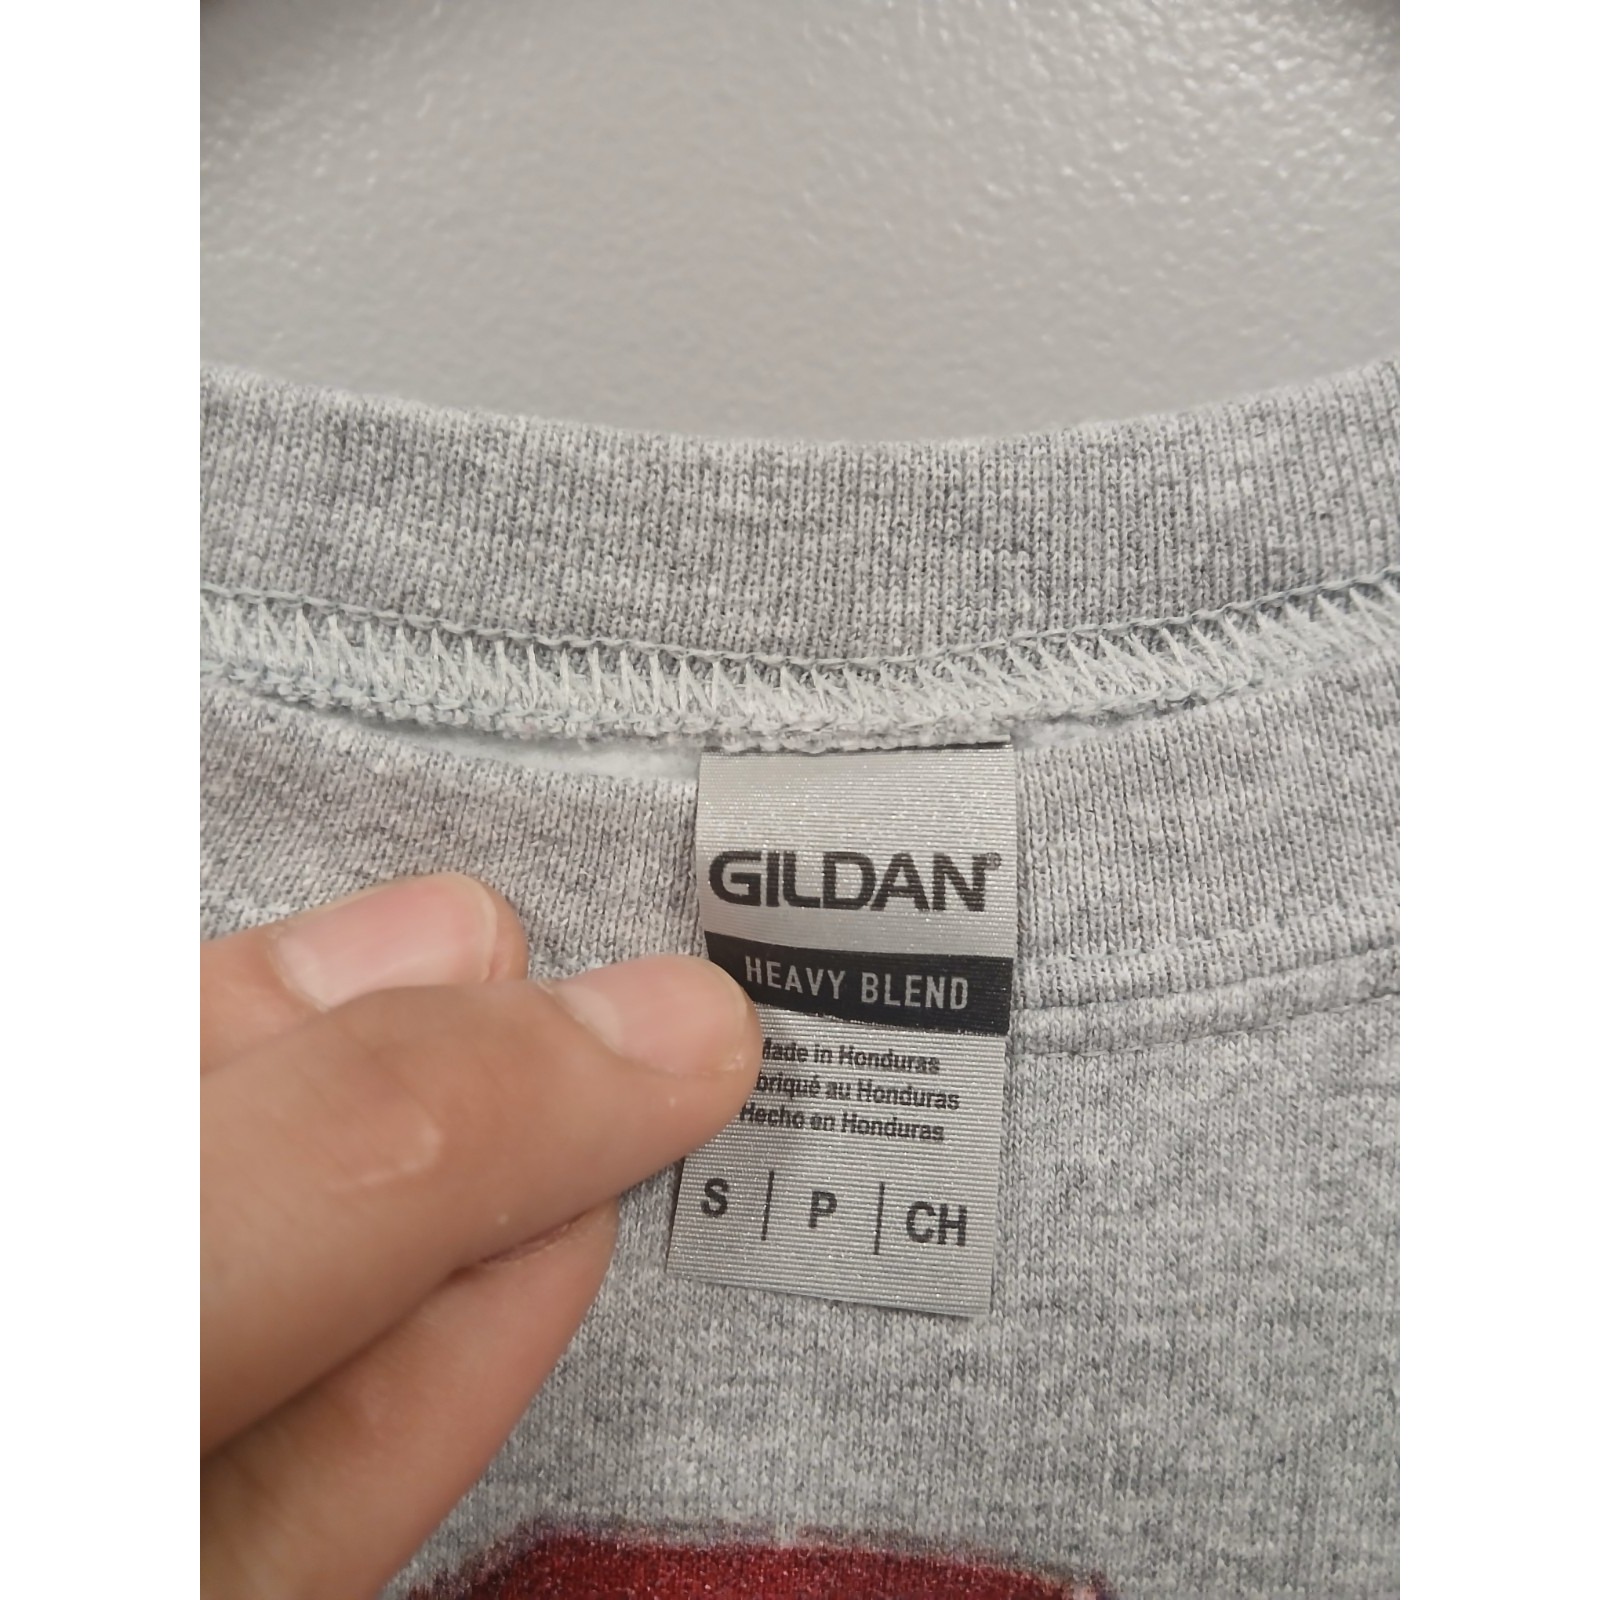 GILDAN®
HEAVY BLEND
Made in Honduras
briqué au Honduras
Hecho en Honduras
S | P | CH